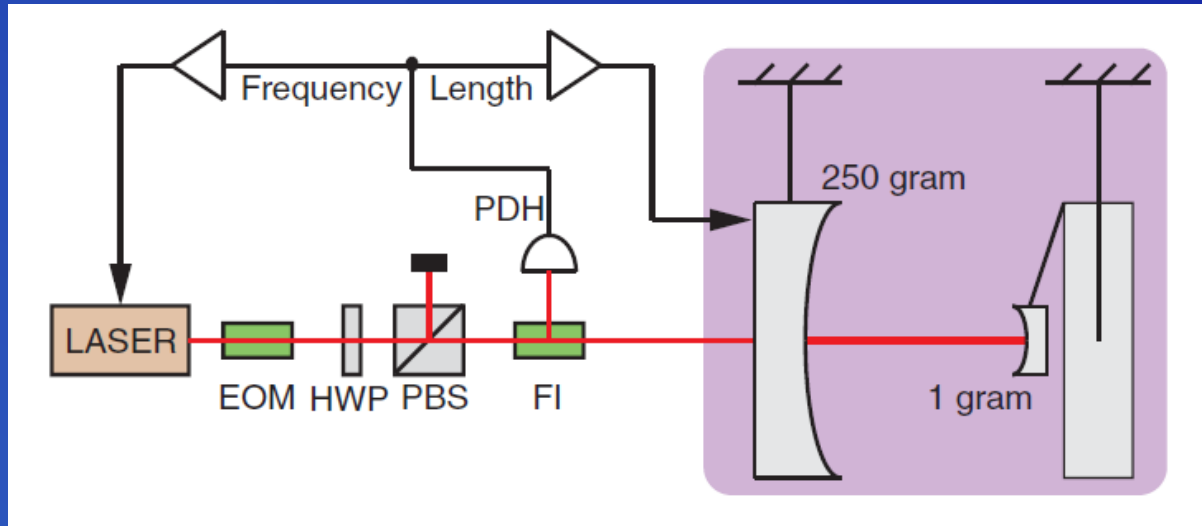 Frequency Length
PDH
250 gram
LASER
EOM HWP PBS FI
1 gram